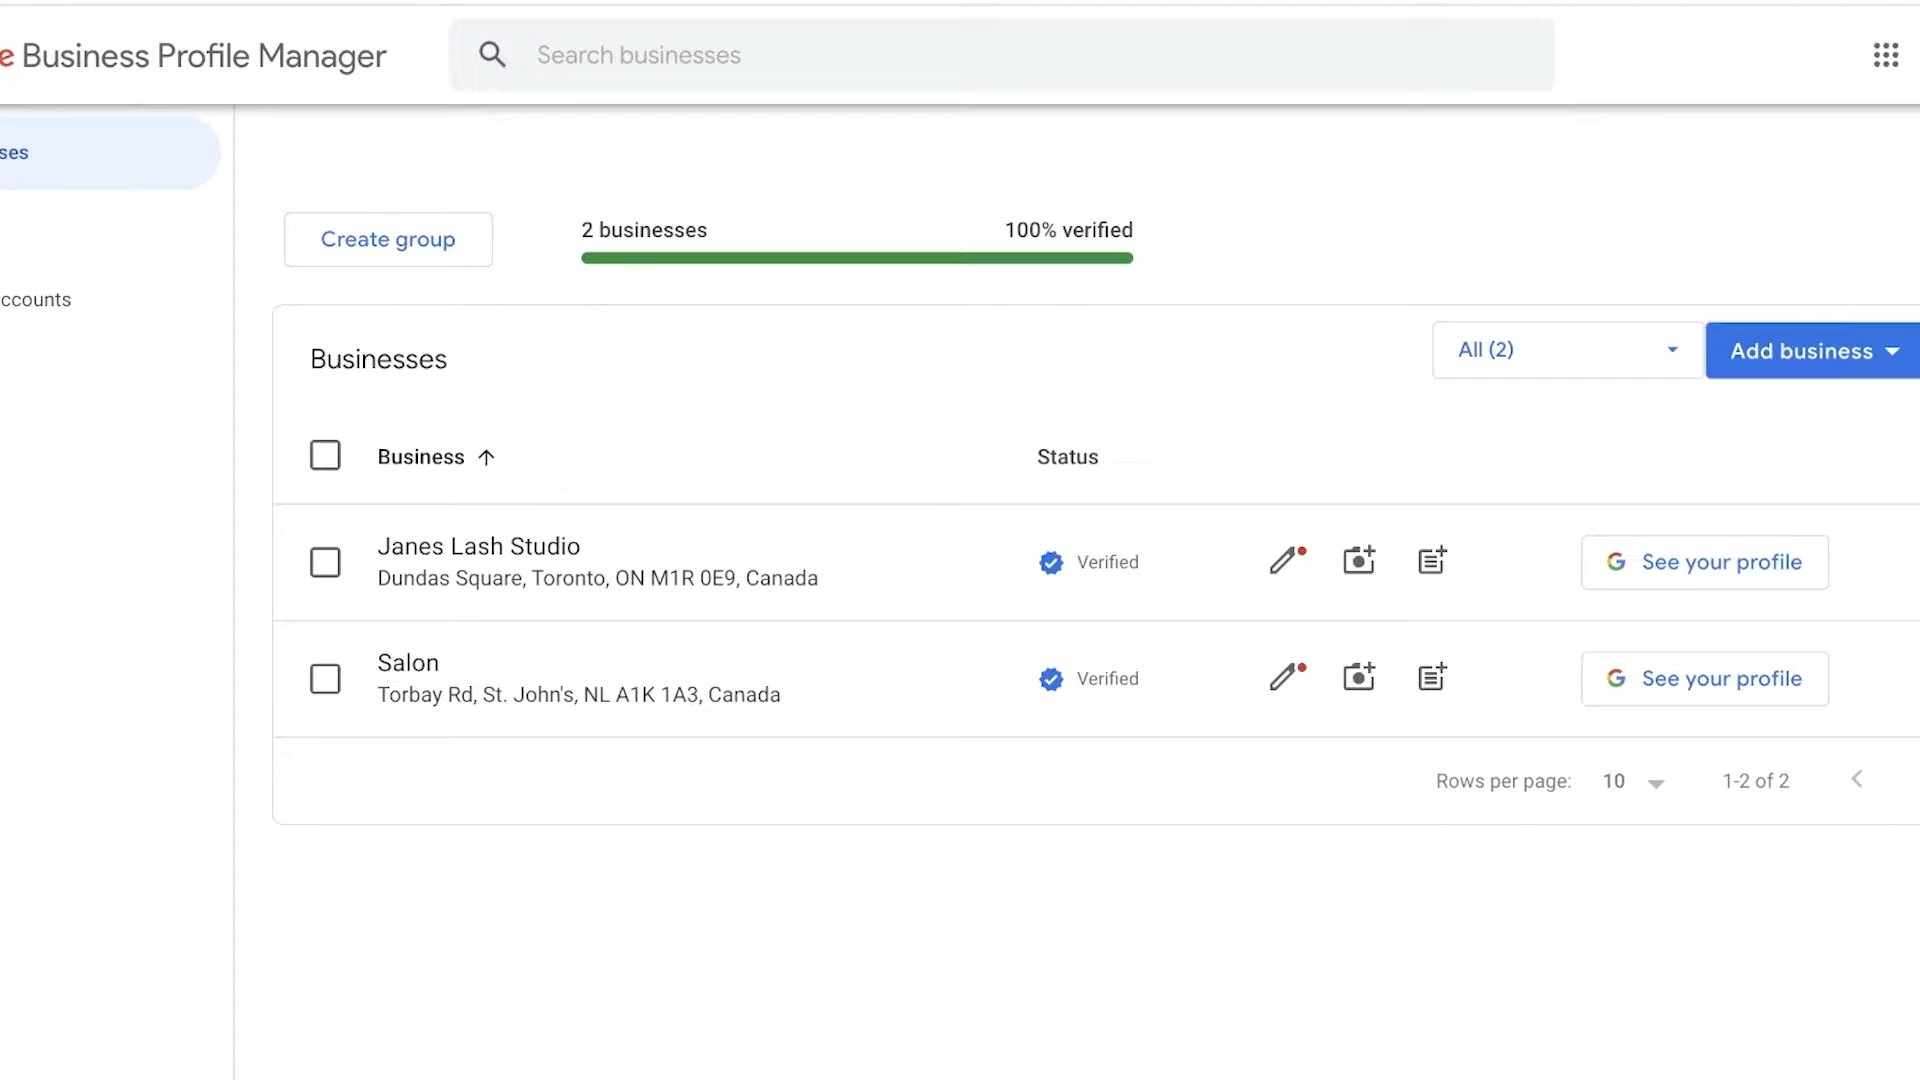 e Business Profile Manager
Search businesses
ses
ccounts
Create group
2 businesses
100% verified
Businesses
All (2)
Add business
Business
Status
Janes Lash Studio
Dundas Square, Toronto, ON M1R 0E9, Canada
Verified
See your profile
Salon
Torbay Rd, St. John's, NL A1K 1A3, Canada
Verified
See your profile
Rows per page: 10 1-2 of 2